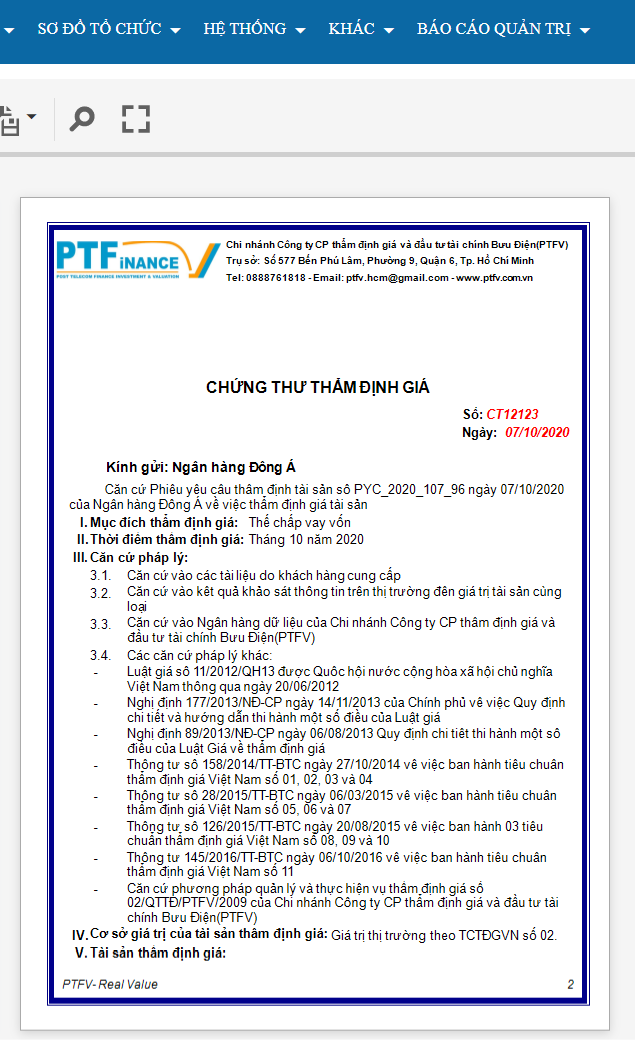 SƠ ĐỒ TỔ CHỨC HỆ THỐNG KHÁC BÁO CÁO QUẢN TRỊ
PTFiNANCE
POST TELECOM FINANCE INVESTMENT & VALUATION
Chi nhánh Công ty CP thẩm định giá và đầu tư tài chính Bưu Điện(PTFV)
Trụ sở: Số 577 Bến Phú Lâm, Phường 9, Quận 6, Tp. Hồ Chí Minh
Tel: 0888761818 - Email: ptfv.hcm@gmail.com - www.ptfv.com.vn
CHỨNG THƯ THẨM ĐỊNH GIÁ
Số: CT12123
Ngày: 07/10/2020
Kính gửi: Ngân hàng Đông Á
Căn cứ Phiếu yêu cầu thẩm định tài sản số PYC_2020_107_96 ngày 07/10/2020
của Ngân hàng Đông Á về việc thẩm định giá tài sản
I. Mục đích thẩm định giá: Thế chấp vay vốn
II. Thời điểm thẩm định giá: Tháng 10 năm 2020
III. Căn cứ pháp lý:
3.1. Căn cứ vào các tài liệu do khách hàng cung cấp
3.2. Căn cứ vào kết quả khảo sát thông tin trên thị trường đến giá trị tài sản cùng
loại
3.3. Căn cứ vào Ngân hàng dữ liệu của Chi nhánh Công ty CP thẩm định giá và
đầu tư tài chính Bưu Điện(PTFV)
3.4. Các căn cứ pháp lý khác:
- Luật giá số 11/2012/QH13 được Quốc hội nước cộng hòa xã hội chủ nghĩa
Việt Nam thông qua ngày 20/06/2012
- Nghị định 177/2013/NĐ-CP ngày 14/11/2013 của Chính phủ về việc Quy định
chi tiết và hướng dẫn thi hành một số điều của Luật giá
- Nghị định 89/2013/NĐ-CP ngày 06/08/2013 Quy định chi tiết thi hành một số
điều của Luật Giá về thẩm định giá
- Thông tư số 158/2014/TT-BTC ngày 27/10/2014 về việc ban hành tiêu chuẩn
thẩm định giá Việt Nam số 01, 02, 03 và 04
- Thông tư số 28/2015/TT-BTC ngày 06/03/2015 về việc ban hành tiêu chuẩn
thẩm định giá Việt Nam số 05, 06 và 07
- Thông tư số 126/2015/TT-BTC ngày 20/08/2015 về việc ban hành 03 tiêu
chuẩn thẩm định giá Việt Nam số 08, 09 và 10
- Thông tư 145/2016/TT-BTC ngày 06/10/2016 về việc ban hành tiêu chuẩn
thẩm định giá Việt Nam số 11
- Căn cứ phương pháp quản lý và thực hiện vụ thẩm định giá số
02/QTTĐ/PTFV/2009 của Chi nhánh Công ty CP thẩm định giá và đầu tư tài
chính Bưu Điện(PTFV)
IV. Cơ sở giá trị của tài sản thẩm định giá: Giá trị thị trường theo TCTĐGVN số 02.
V. Tài sản thẩm định giá:
PTFV- Real Value 2